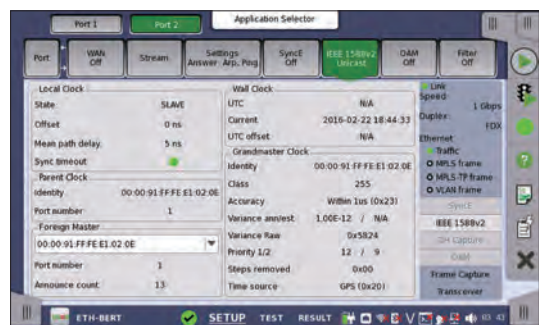 Port 1
Port 2
Application Selector
Port
WAN
Off
Stream
Settings
Answer: Arp, Ping
SyncE
Off
IEEE 1588v2
Unicast
OAM
Off
Filter
Off
Local Clock
State
SLAVE
Offset
0 ns
Mean path delay.
5 ns
Sync timeout
Parent Clock
Identity
00:00:91:FF:FE:E1:02:0E
Port number
1
Foreign Master
00:00:91:FF:FE:E1:02:0E
Port number
1
Announce count
13
Wall Clock
UTC
N/A
Current
2016-02-22 18:44:33
UTC offset
N/A
Grandmaster Clock
Identity
00:00:91:FF:FE:E1:02:0E
Class
255
Accuracy
Within 1us (0x23)
Variance ann/est
1.00E-12 / N/A
Variance Raw
0x5824
Priority 1/2
12 / 9
Steps removed
0x00
Time source
GPS (0x20)
Link
Speed:
1 Gbps
Duplex:
FDX
Ethernet
Traffic
MPLS frame
MPLS-TP frame
VLAN frame
SyncE
IEEE 1588v2
OAM
Frame Capture
Transceiver
ETH-BERT
SETUP
TEST
RESULT